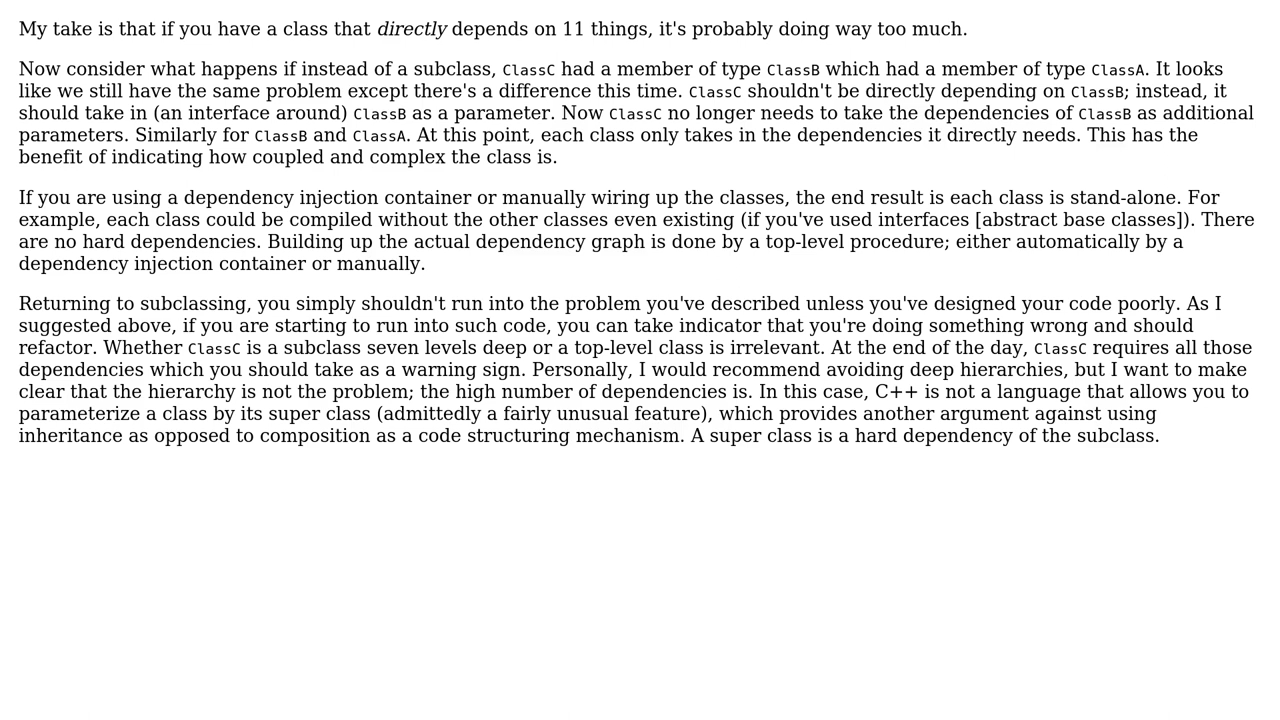 My take is that if you have a class that directly depends on 11 things, it's probably doing way too much.
Now consider what happens if instead of a subclass, ClassC had a member of type ClassB which had a member of type ClassA. It looks
like we still have the same problem except there's a difference this time. ClassC shouldn't be directly depending on ClassB; instead, it
should take in (an interface around) ClassB as a parameter. Now ClassC no longer needs to take the dependencies of ClassB as additional
parameters. Similarly for ClassB and ClassA. At this point, each class only takes in the dependencies it directly needs. This has the
benefit of indicating how coupled and complex the class is.
If you are using a dependency injection container or manually wiring up the classes, the end result is each class is stand-alone. For
example, each class could be compiled without the other classes even existing (if you've used interfaces [abstract base classes]). There
are no hard dependencies. Building up the actual dependency graph is done by a top-level procedure; either automatically by a
dependency injection container or manually.
Returning to subclassing, you simply shouldn't run into the problem you've described unless you've designed your code poorly. As I
suggested above, if you are starting to run into such code, you can take indicator that you're doing something wrong and should
refactor. Whether ClassC is a subclass seven levels deep or a top-level class is irrelevant. At the end of the day, ClassC requires all those
dependencies which you should take as a warning sign. Personally, I would recommend avoiding deep hierarchies, but I want to make
clear that the hierarchy is not the problem; the high number of dependencies is. In this case, C++ is not a language that allows you to
parameterize a class by its super class (admittedly a fairly unusual feature), which provides another argument against using
inheritance as opposed to composition as a code structuring mechanism. A super class is a hard dependency of the subclass.